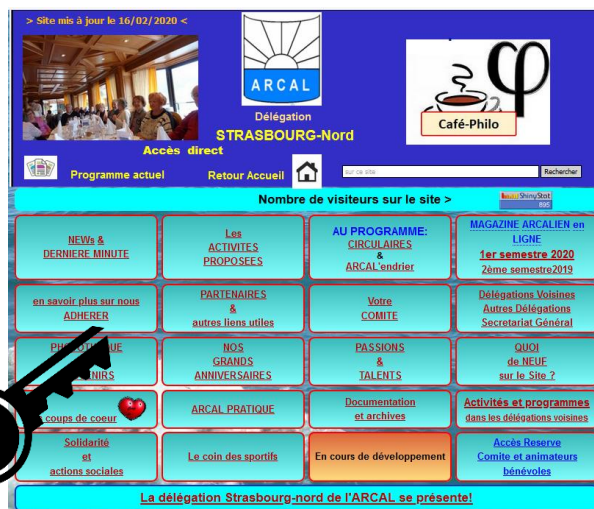 > Site mis à jour le 16/02/2020 <
ARCAL
Délégation
STRASBOURG-Nord
Café-Philo
Accès direct
Programme actuel
Retour Accueil
sur ce site
Rechercher
Nombre de visiteurs sur le site >
ShinyStat
895
NEWs &
DERNIERE MINUTE
Les
ACTIVITES
PROPOSEES
AU PROGRAMME:
CIRCULAIRES
&
ARCAL'endrier
MAGAZINE ARCALIEN en
LIGNE
1er semestre 2020
2ème semestre2019
en savoir plus sur nous
ADHERER
PARTENAIRES
&
autres liens utiles
Votre
COMITE
Délégations Voisines
Autres Délégations
Secretariat Général
NOS
GRANDS
ANNIVERSAIRES
PASSIONS
&
TALENTS
QUOI
de NEUF
sur le Site ?
coups de coeur
ARCAL PRATIQUE
Documentation
et archives
Activités et programmes
dans les délégations voisines
Solidarité
et
actions sociales
Le coin des sportifs
En cours de développement
Accès Reserve
Comite et animateurs
bénévoles
La délégation Strasbourg-nord de l'ARCAL se présente!